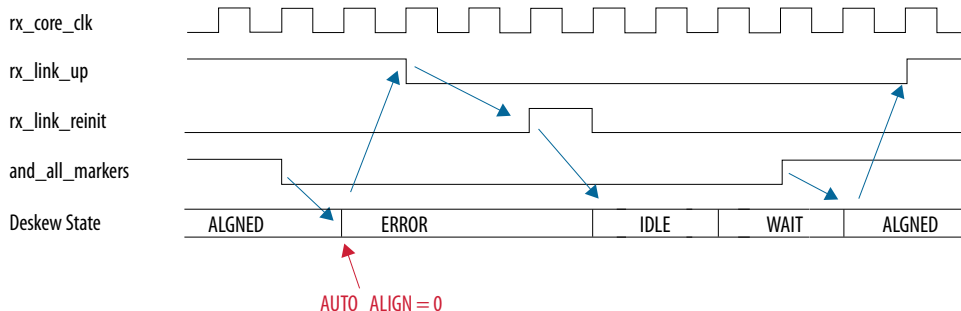 rx_core_clk
rx_link_up
rx_link_reinit
and_all_markers
Deskew State ALGNED ERROR IDLE WAIT ALGNED
AUTO ALIGN = 0